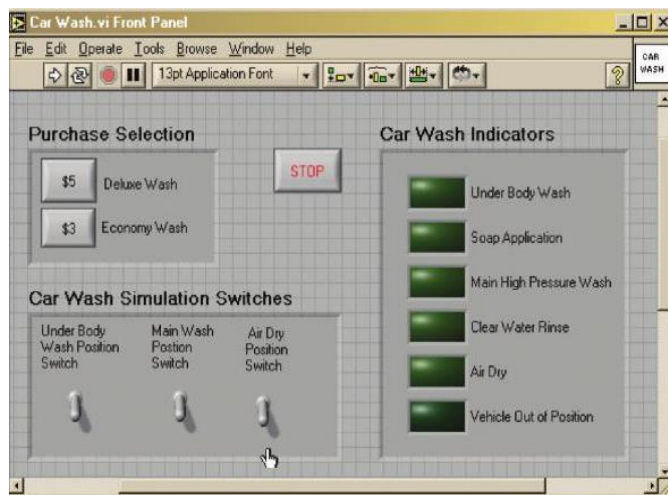 Car Wash.vi Front Panel
File Edit Operate Tools Browse Window Help
13pt Application Font
?
CAR
WASH
Purchase Selection
$5 Deluxe Wash
$3 Economy Wash
STOP
Car Wash Simulation Switches
Under Body
Wash Position
Switch
Main Wash
Postion
Switch
Air Dry
Position
Switch
Car Wash Indicators
Under Body Wash
Soap Application
Main High Pressure Wash
Clear Water Rinse
Air Dry
Vehicle Out of Position